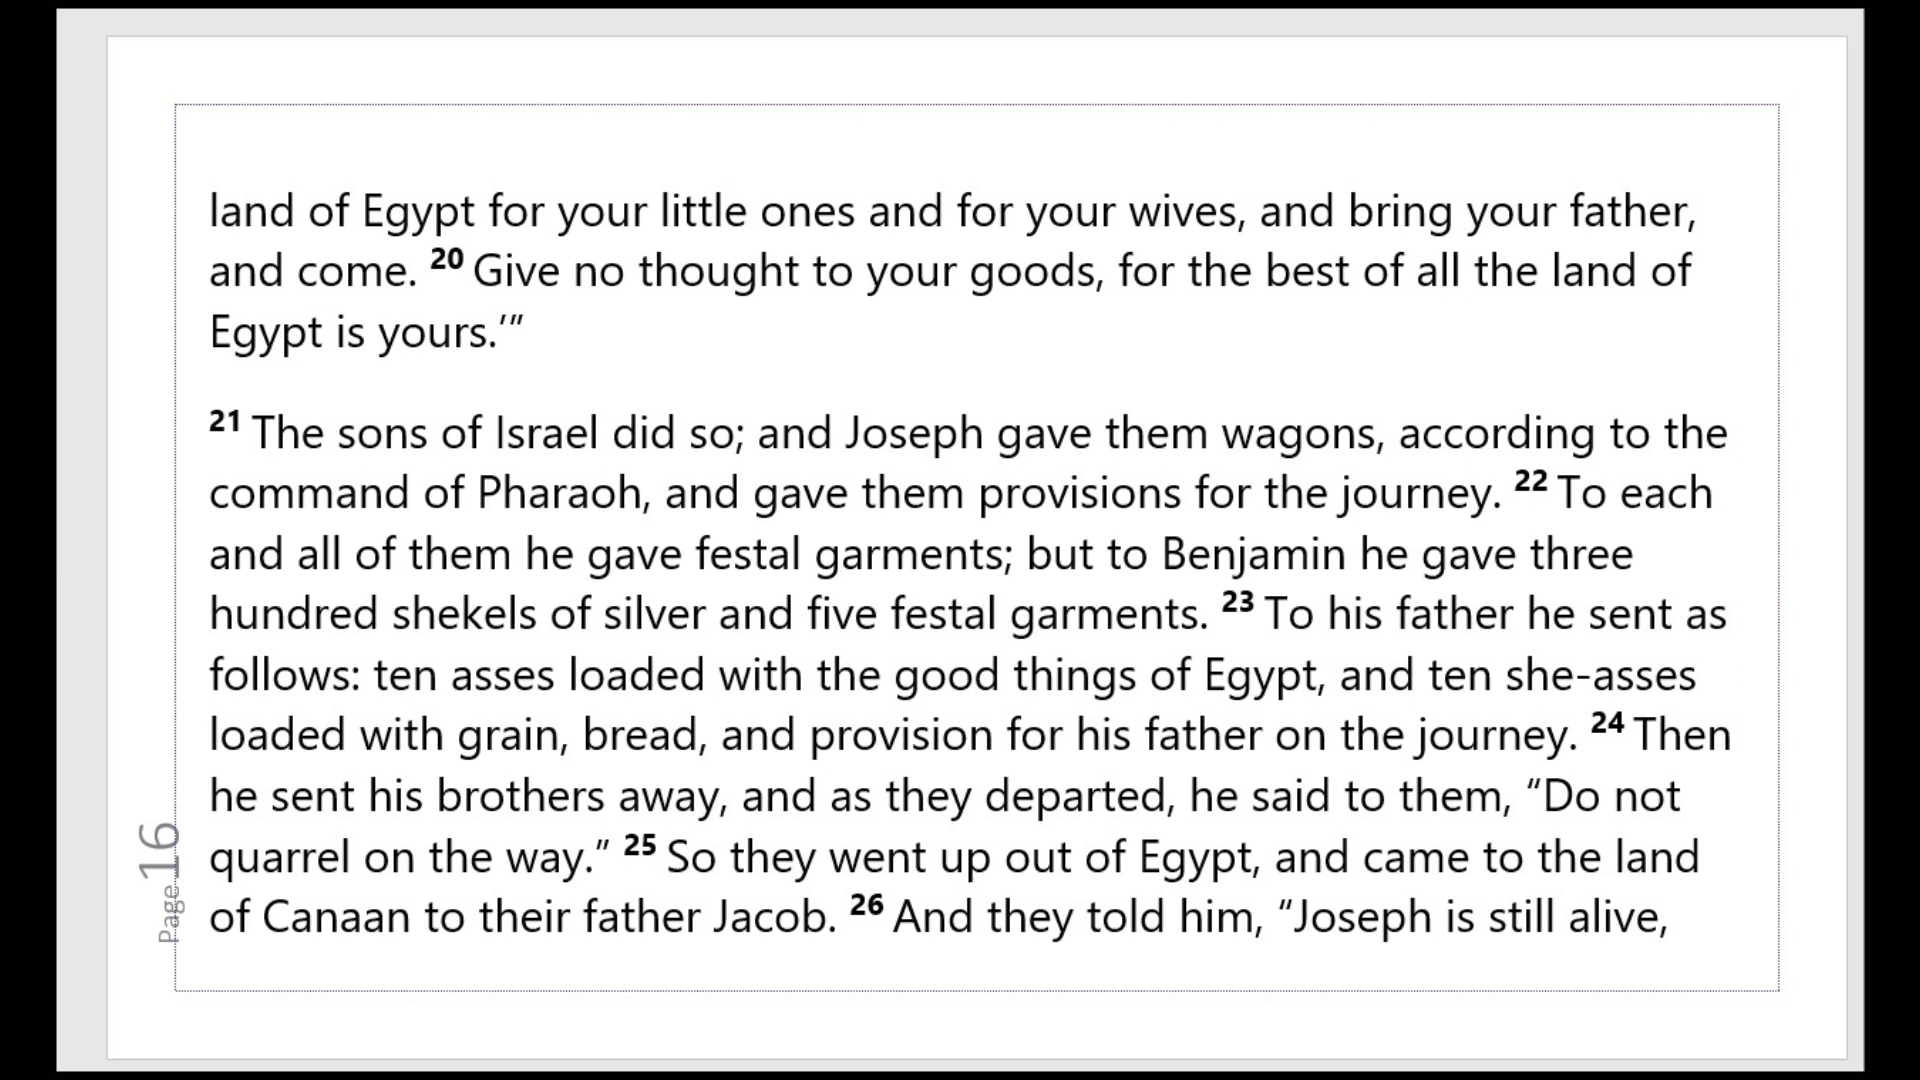 land of Egypt for your little ones and for your wives, and bring your father,
and come. 20 Give no thought to your goods, for the best of all the land of
Egypt is yours.’”
21 The sons of Israel did so; and Joseph gave them wagons, according to the
command of Pharaoh, and gave them provisions for the journey. 22 To each
and all of them he gave festal garments; but to Benjamin he gave three
hundred shekels of silver and five festal garments. 23 To his father he sent as
follows: ten asses loaded with the good things of Egypt, and ten she-asses
loaded with grain, bread, and provision for his father on the journey. 24 Then
he sent his brothers away, and as they departed, he said to them, “Do not
quarrel on the way.” 25 So they went up out of Egypt, and came to the land
of Canaan to their father Jacob. 26 And they told him, “Joseph is still alive,
Page 16